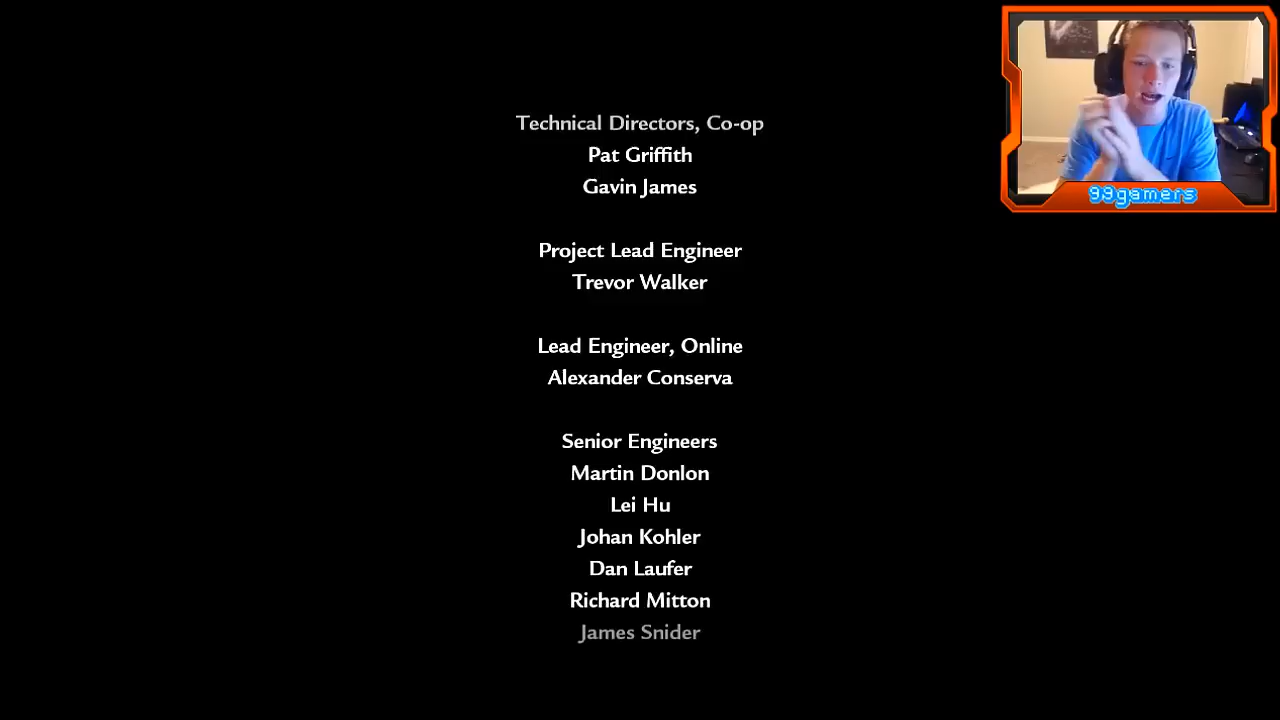 Technical Directors, Co-op
Pat Griffith
Gavin James
Project Lead Engineer
Trevor Walker
Lead Engineer, Online
Alexander Conserva
Senior Engineers
Martin Donlon
Lei Hu
Johan Kohler
Dan Laufer
Richard Mitton
James Snider
99gamers